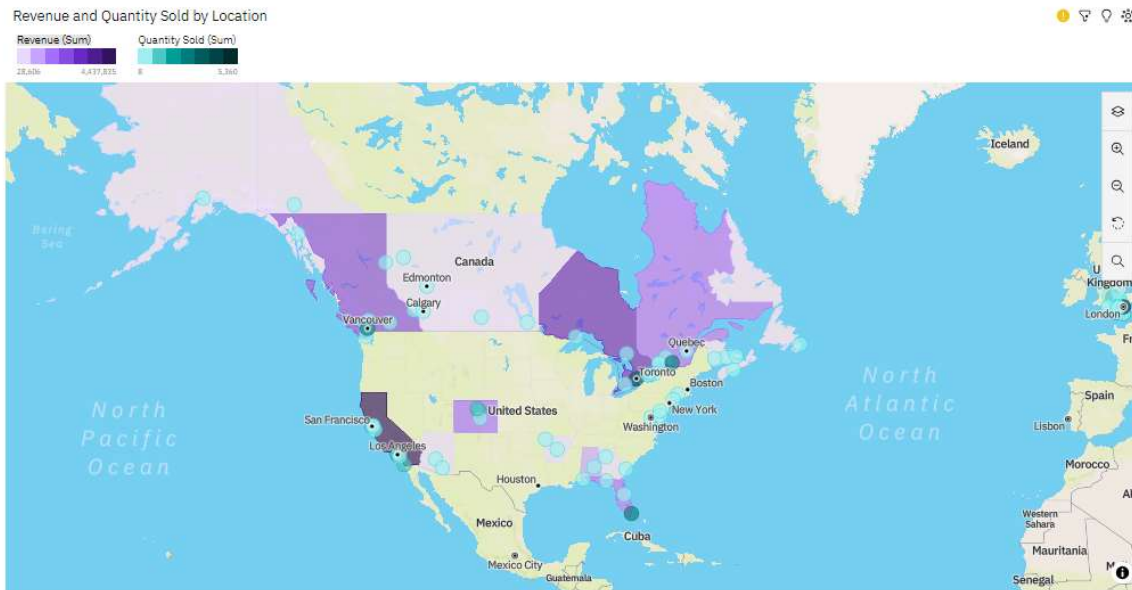 Revenue and Quantity Sold by Location
Revenue (Sum)
Quantity Sold (Sum)
28,606
4,437,835
8
Iceland
Bering
Sea
Canada
Edmonton
Calgary
Vancouver
Kingdom
London
Quebec
Toronto
Boston
New York
Washington
United States
San Francisco
Los Angeles
Houston
North
Pacific
Ocean
North
Atlantic
Ocean
Spain
Lisbon
Morocco
Mexico
Mexico City
Cuba
Guatemala
Western
Sahara
Mauritania
Senegal